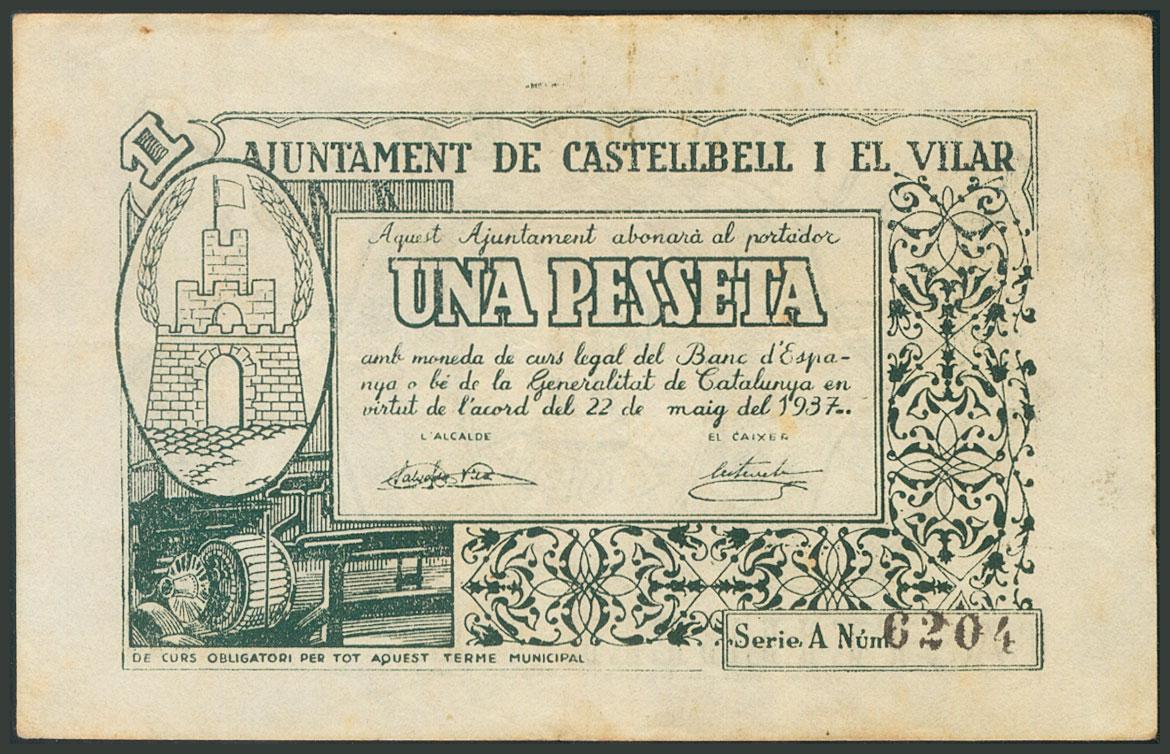 1
AJUNTAMENT DE CASTELLBELL I EL VILAR
Aquest Ajuntament abonarà al portador
UNA PESSETA
amb moneda de curs legal del Banc d'Espa-
nya o bé de la Generalitat de Catalunya en
virtut de l'acord del 22 de maig del 1937.
L'ALCALDE EL CAIXER
Serie A Núm 6204
DE CURS OBLIGATORI PER TOT AQUEST TERME MUNICIPAL